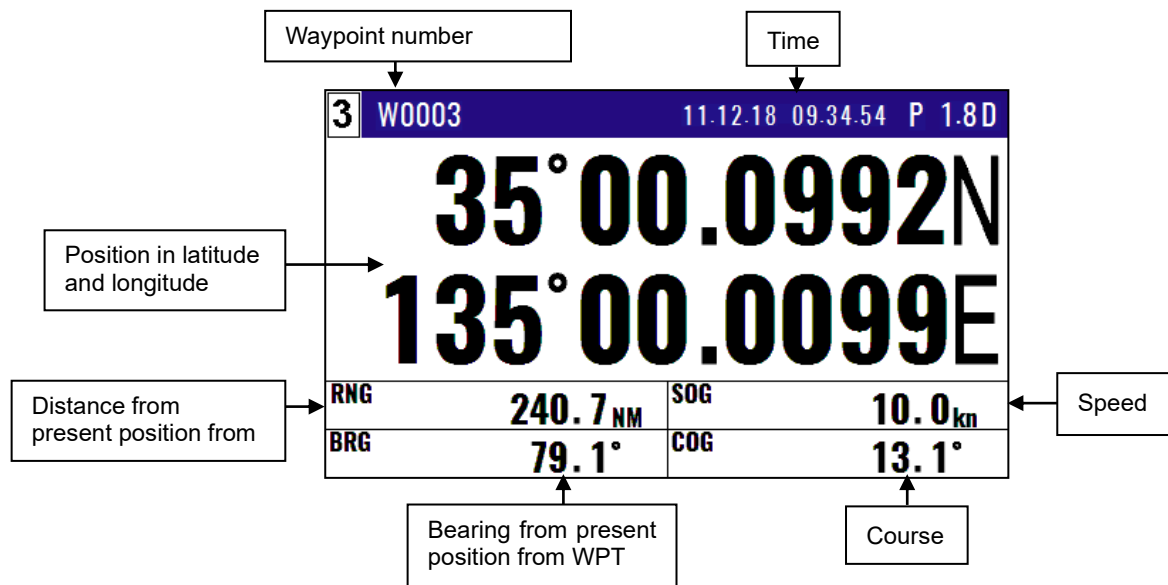 Waypoint number
Time
3 W0003 11.12.18 09.34.54 P 1.8D
35°00.0992N
Position in latitude
and longitude
135°00.0099E
RNG 240.7NM SOG 10.0kn
Distance from
present position from
Speed
BRG 79.1° COG 13.1°
Bearing from present
position from WPT
Course